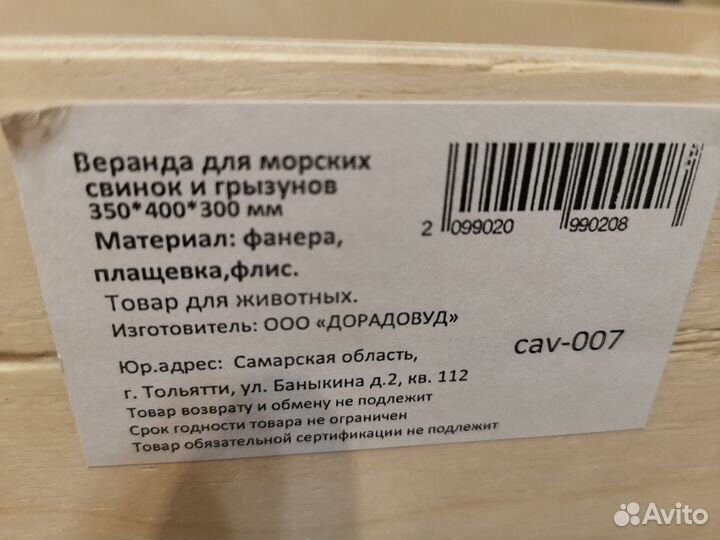 Веранда для морских
свинок и грызунов
350*400*300 мм
Материал: фанера,
плащевка,флис.
Товар для животных.
Изготовитель: ООО «ДОРАДОВУД»
Юр.адрес: Самарская область,
г. Тольятти, ул. Баныкина д.2, кв. 112
Товар возврату и обмену не подлежит
Срок годности товара не ограничен
Товар обязательной сертификации не подлежит
2 099020 990208
cav-007
Avito